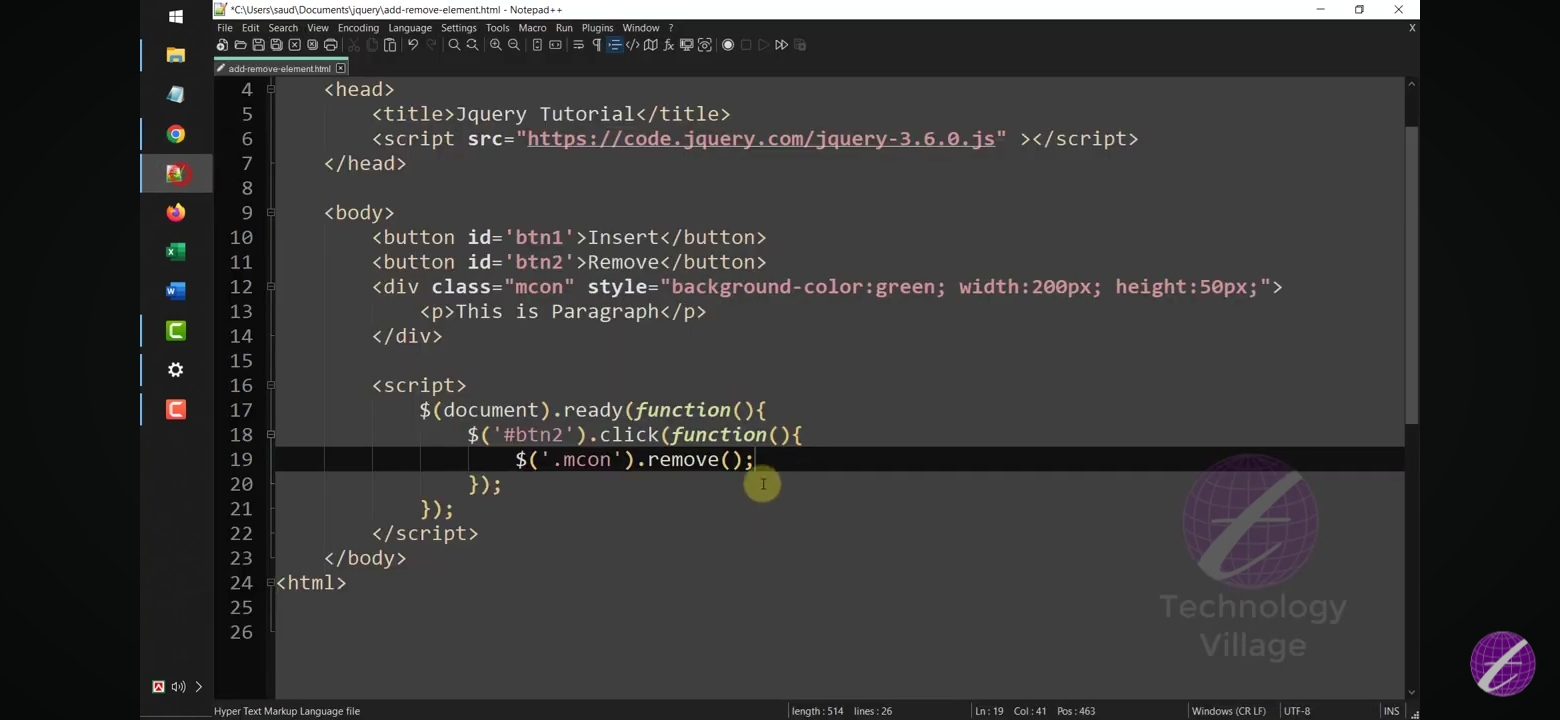 *C:\Users\saud\Documents\jquery\add-remove-element.html - Notepad++
File Edit Search View Encoding Language Settings Tools Macro Run Plugins Window ? X
add-remove-element.html
4 <head>
5 <title>Jquery Tutorial</title>
6 <script src="https://code.jquery.com/jquery-3.6.0.js" ></script>
7 </head>
8
9 <body>
10 <button id='btn1'>Insert</button>
11 <button id='btn2'>Remove</button>
12 <div class="mcon" style="background-color:green; width:200px; height:50px;">
13 <p>This is Paragraph</p>
14 </div>
15
16 <script>
17 $(document).ready(function(){
18 $('#btn2').click(function(){
19 $('.mcon').remove();
20 });
21 });
22 </script>
23 </body>
24 <html>
25
26
Technology
Village
Hyper Text Markup Language file length : 514 lines : 26 Ln : 19 Col : 41 Pos : 463 Windows (CR LF) UTF-8 INS